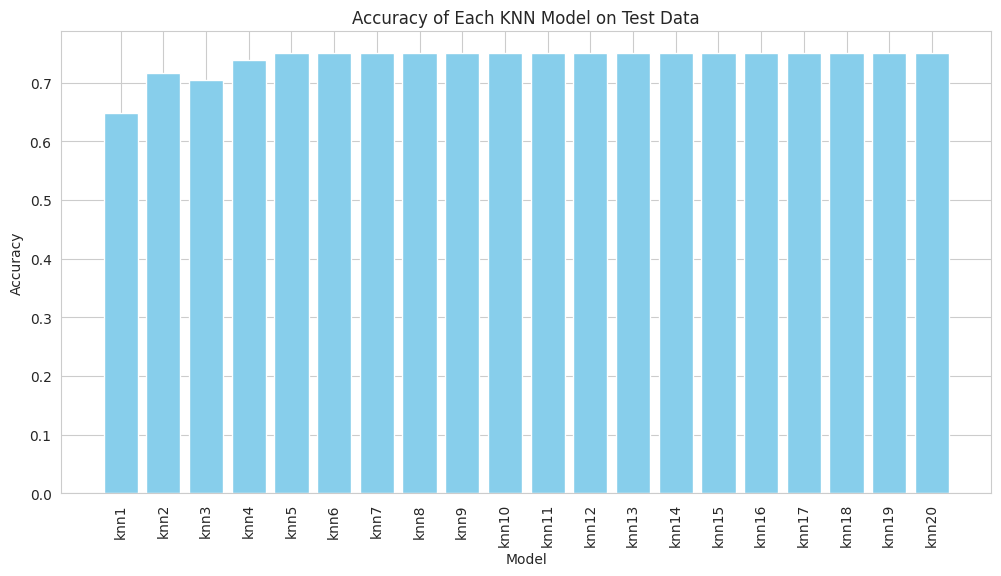 Accuracy of Each KNN Model on Test Data
0.7
0.6
0.5
0.4
0.3
0.2
0.1
0.0
Accuracy
knn1
knn2
knn3
knn4
knn5
knn6
knn7
knn8
knn9
knn10
knn11
knn12
knn13
knn14
knn15
knn16
knn17
knn18
knn19
knn20
Model